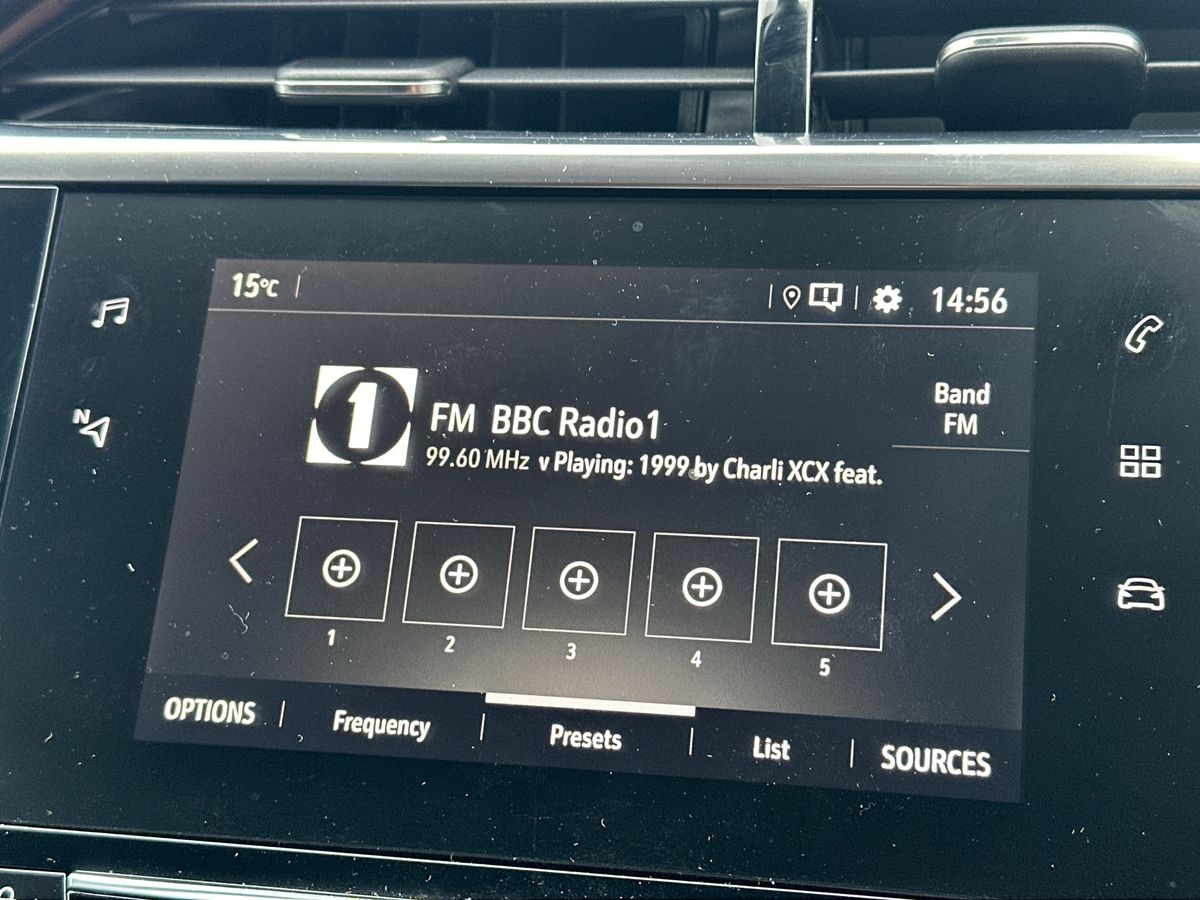 15°C
14:56
N
1
FM BBC Radio1
99.60 MHz v Playing: 1999 by Charli XCX feat.
Band
FM
1 2 3 4 5
OPTIONS Frequency Presets List SOURCES